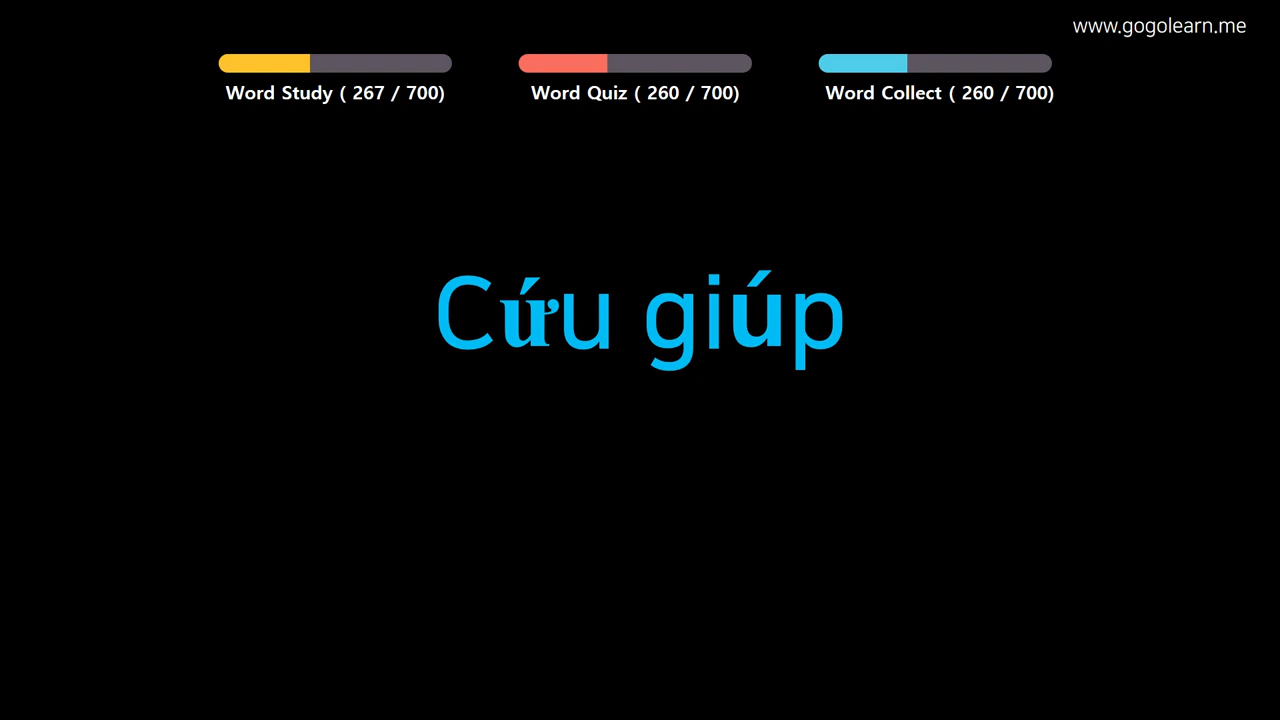 www.gogolearn.me
Word Study ( 267 / 700) Word Quiz ( 260 / 700) Word Collect ( 260 / 700)
Cứu giúp